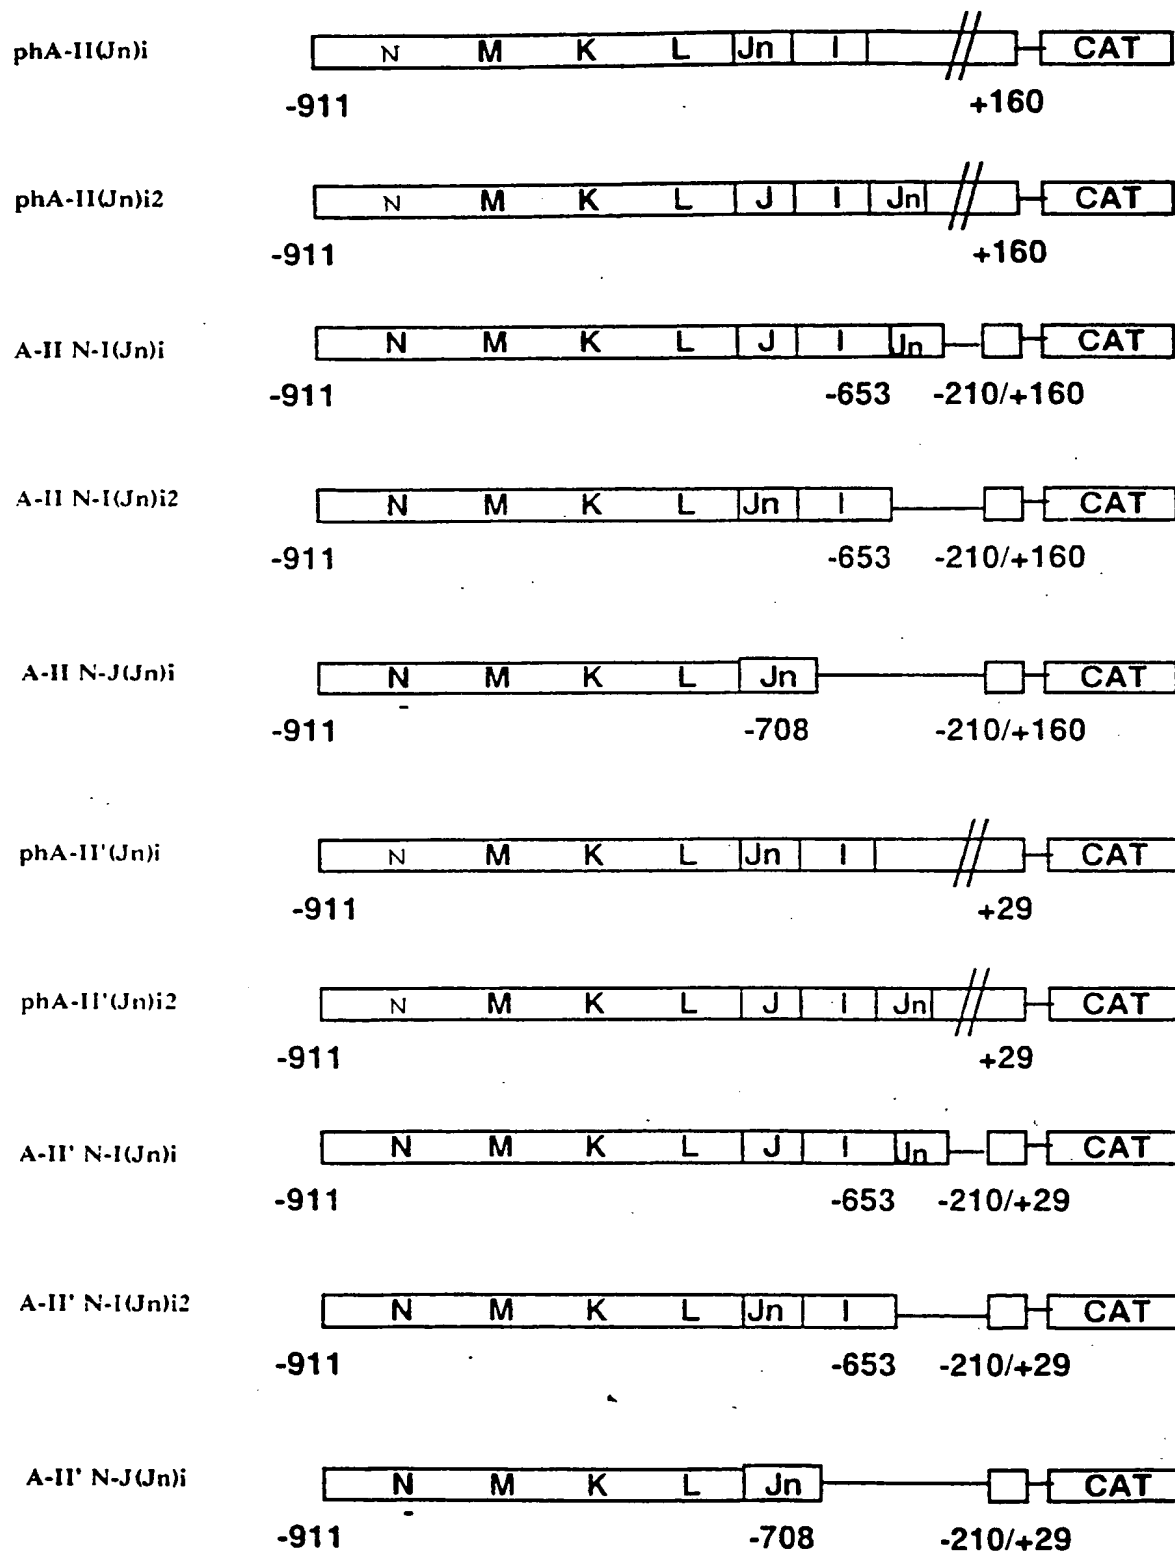 phA-II(Jn)i N M K L Jn I CAT
-911 +160
phA-II(Jn)i2 N M K L J I Jn CAT
-911 +160
A-II N-I(Jn)i N M K L J I Jn CAT
-911 -653 -210/+160
A-II N-I(Jn)i2 N M K L Jn I CAT
-911 -653 -210/+160
A-II N-J(Jn)i N M K L Jn CAT
-911 -708 -210/+160
phA-II'(Jn)i N M K L Jn I CAT
-911 +29
phA-II'(Jn)i2 N M K L J I Jn CAT
-911 +29
A-II' N-I(Jn)i N M K L J I Jn CAT
-911 -653 -210/+29
A-II' N-I(Jn)i2 N M K L Jn I CAT
-911 -653 -210/+29
A-II' N-J(Jn)i N M K L Jn CAT
-911 -708 -210/+29